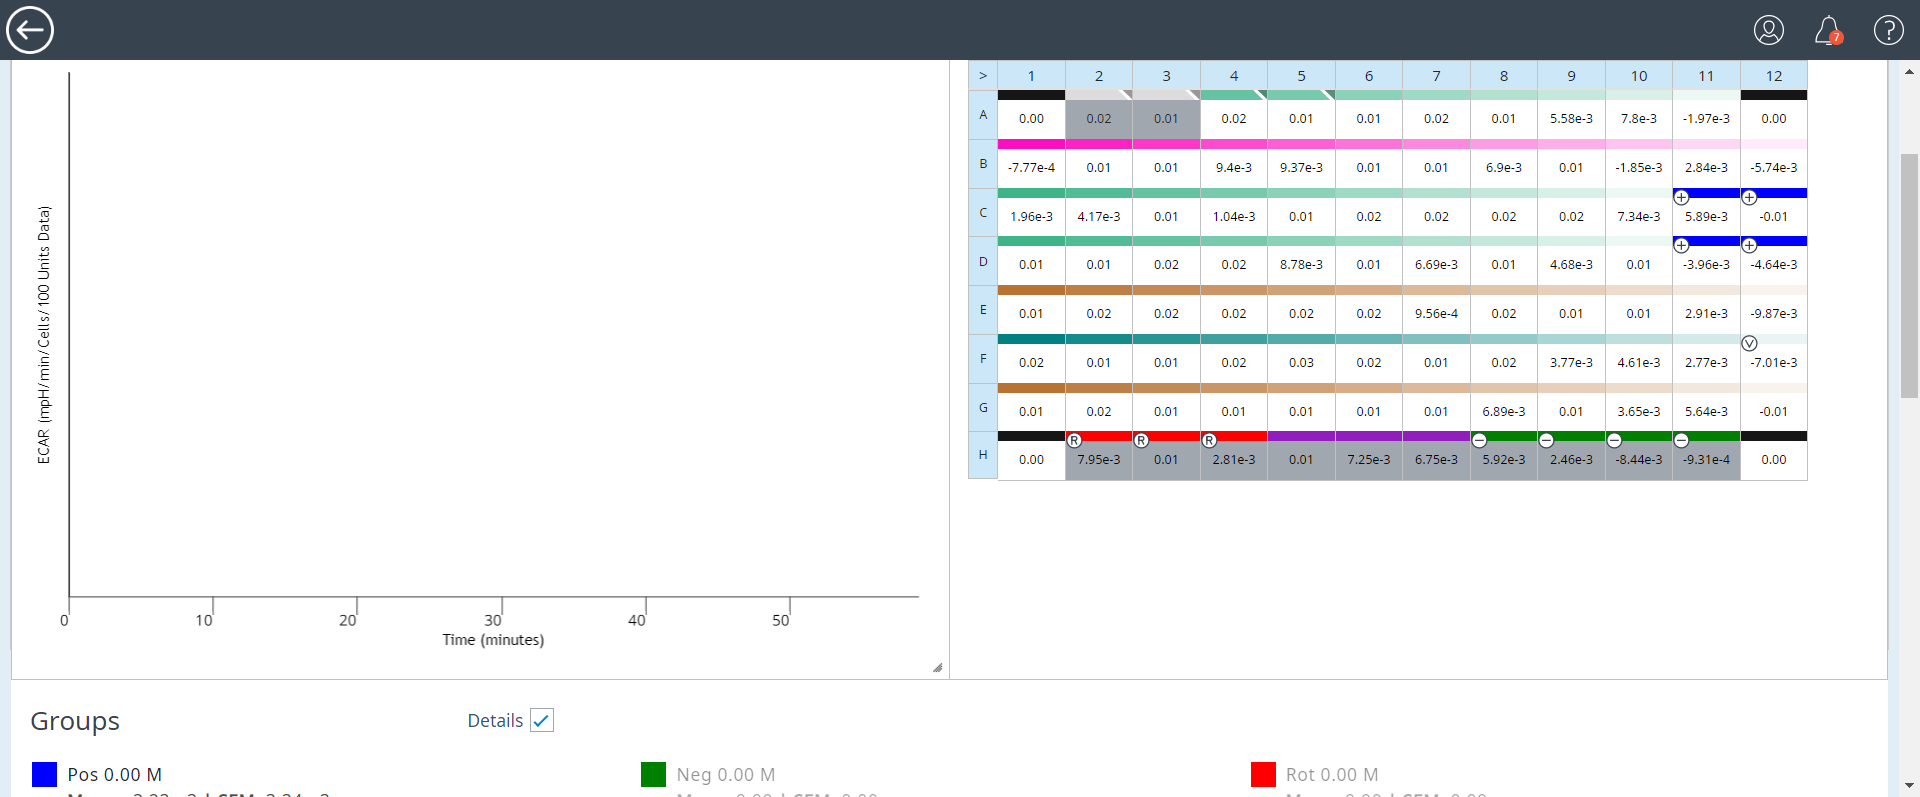 7
?
> 1 2 3 4 5 6 7 8 9 10 11 12
A 0.00 0.02 0.01 0.02 0.01 0.01 0.02 0.01 5.58e-3 7.8e-3 -1.97e-3 0.00
B -7.77e-4 0.01 0.01 9.4e-3 9.37e-3 0.01 0.01 6.9e-3 0.01 -1.85e-3 2.84e-3 -5.74e-3
+ +
C 1.96e-3 4.17e-3 0.01 1.04e-3 0.01 0.02 0.02 0.02 0.02 7.34e-3 5.89e-3 -0.01
+ +
D 0.01 0.01 0.02 0.02 8.78e-3 0.01 6.69e-3 0.01 4.68e-3 0.01 -3.96e-3 -4.64e-3
E 0.01 0.02 0.02 0.02 0.02 0.02 9.56e-4 0.02 0.01 0.01 2.91e-3 -9.87e-3
V
F 0.02 0.01 0.01 0.02 0.03 0.02 0.01 0.02 3.77e-3 4.61e-3 2.77e-3 -7.01e-3
G 0.01 0.02 0.01 0.01 0.01 0.01 0.01 6.89e-3 0.01 3.65e-3 5.64e-3 -0.01
R R R − − − −
H 0.00 7.95e-3 0.01 2.81e-3 0.01 7.25e-3 6.75e-3 5.92e-3 2.46e-3 -8.44e-3 -9.31e-4 0.00
ECAR (mpH/min/Cells/100 Units Data)
0 10 20 30 40 50
Time (minutes)
Groups Details
Pos 0.00 M Neg 0.00 M Rot 0.00 M